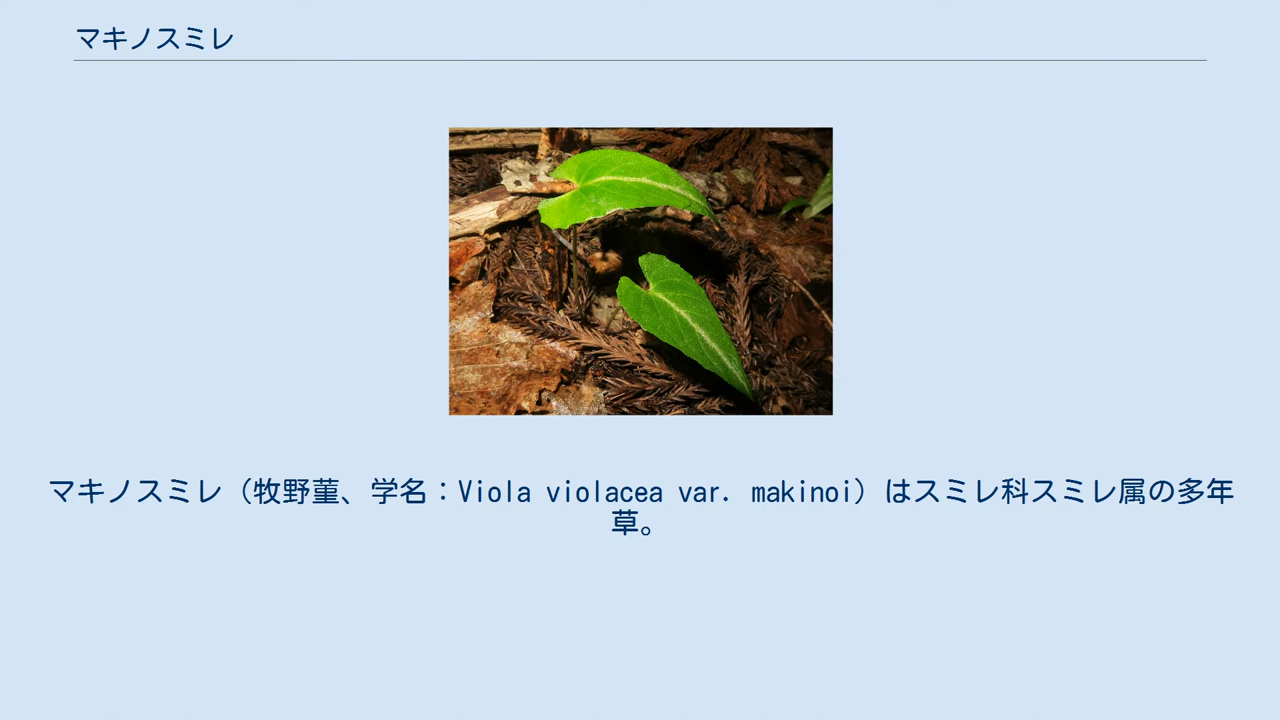 マキノスミレ
マキノスミレ（牧野菫、学名：Viola violacea var. makinoi）はスミレ科スミレ属の多年
草。